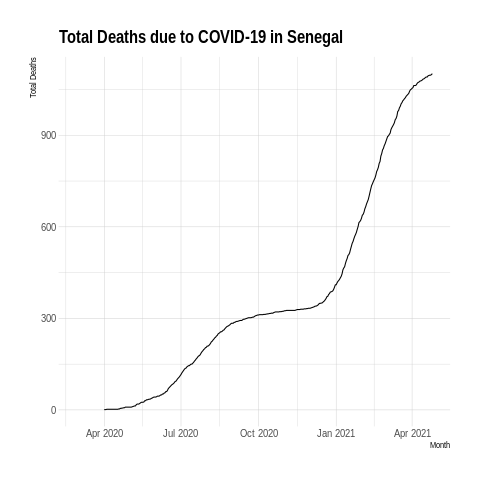 Total Deaths due to COVID-19 in Senegal
Total Deaths
900
600
300
0
Apr 2020 Jul 2020 Oct 2020 Jan 2021 Apr 2021
Month